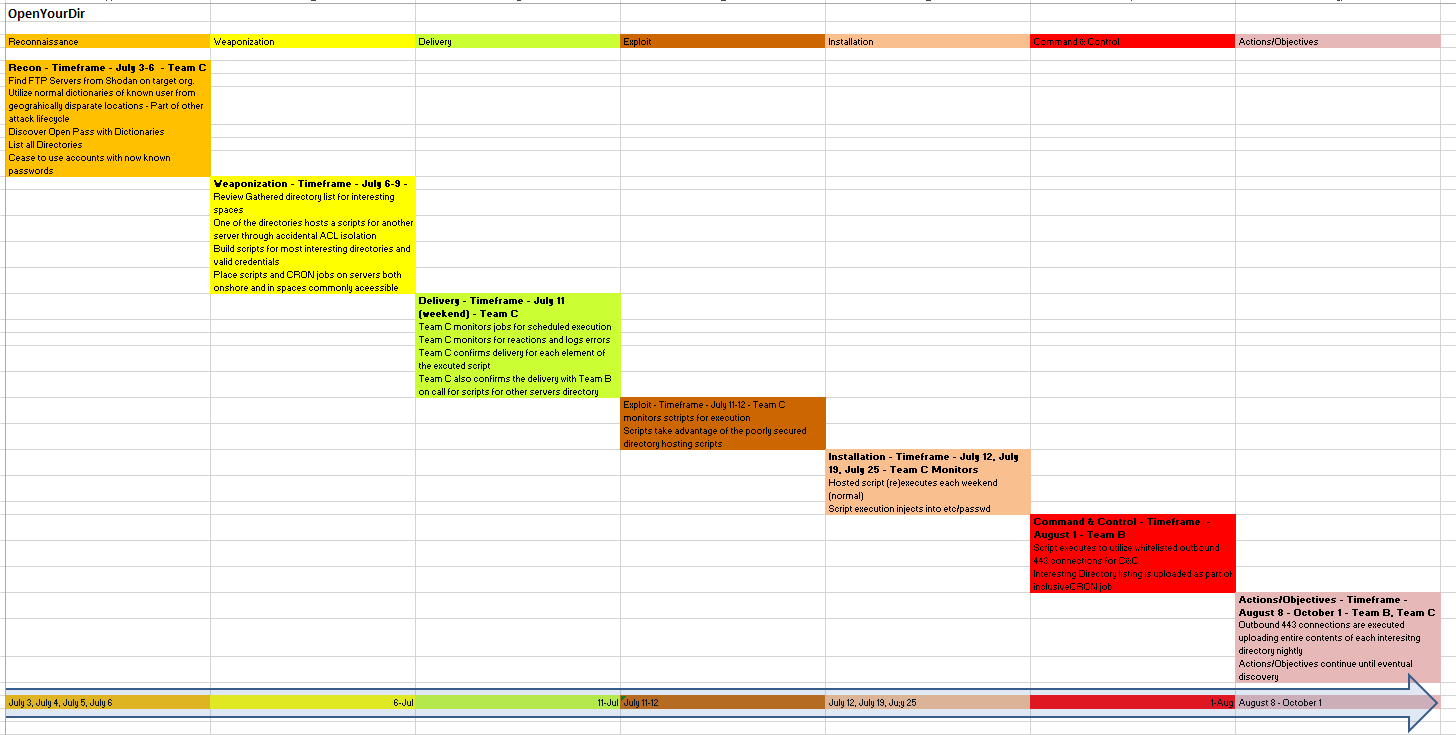 OpenYourDir
Reconnaissance
Weaponization
Delivery
Exploit
Installation
Command & Control
Actions/Objectives
Recon - Timeframe - July 3-6 - Team C
Find FTP Servers from Shodan on target org.
Utilize normal dictionaries of known user from
geograhically disparate locations - Part of other
attack lifecycle
Discover Open Pass with Dictionaries
List all Directories
Cease to use accounts with now known
passwords
Weaponization - Timeframe - July 6-9 -
Review Gathered directory list for interesting
spaces
One of the directories hosts a scripts for another
server through accidental ACL isolation
Build scripts for most interesting directories and
valid credentials
Place scripts and CRON jobs on servers both
onshore and in spaces commonly aceessible
Delivery - Timeframe - July 11
(weekend) - Team C
Team C monitors jobs for scheduled execution
Team C monitors for reactions and logs errors
Team C confirms delivery for each element of
the excuted script
Team C also confirms the delivery with Team B
on call for scripts for other servers directory
Exploit - Timeframe - July 11-12 - Team C
monitors sctripts for execution
Scripts take advantage of the poorly secured
directory hosting scripts
Installation - Timeframe - July 12, July
19, July 25 - Team C Monitors
Hosted script (re)executes each weekend
(normal)
Script execution injects into etc/passwd
Command & Control - Timeframe -
August 1 - Team B
Script executes to utilize whitelisted outbound
443 connections for C&C
Interesting Directory listing is uploaded as part of
inclusiveCRON job
Actions/Objectives - Timeframe -
August 8 - October 1 - Team B, Team C
Outbound 443 connections are executed
uploading entire contents of each interesitng
directory nightly
Actions/Objectives continue until eventual
discovery
July 3, July 4, July 5, July 6
6-Jul
11-Jul
July 11-12
July 12, July 19, Ju;y 25
1-Aug
August 8 - October 1